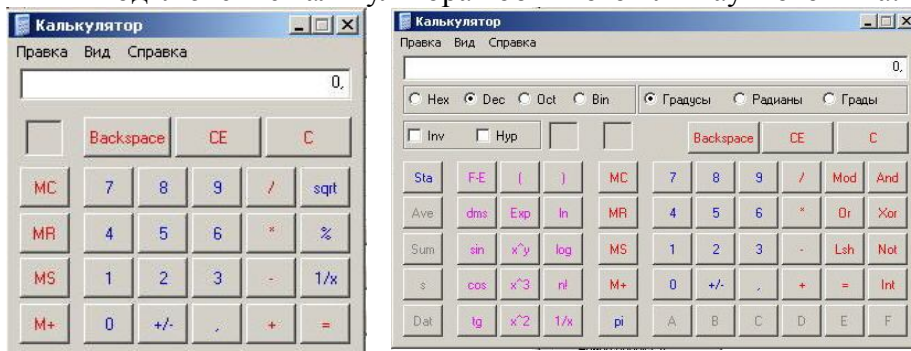 Калькулятор
Правка Вид Справка
0,
Backspace CE C
MC 7 8 9 / sqrt
MR 4 5 6 * %
MS 1 2 3 - 1/x
M+ 0 +/- , + =
Калькулятор
Правка Вид Справка
0,
Hex Dec Oct Bin Градусы Радианы Грады
Inv Hyp Backspace CE C
Sta F-E ( ) MC 7 8 9 / Mod And
Ave dms Exp ln MR 4 5 6 * Or Xor
Sum sin x^y log MS 1 2 3 - Lsh Not
s cos x^3 n! M+ 0 +/- , + = Int
Dat tg x^2 1/x pi A B C D E F